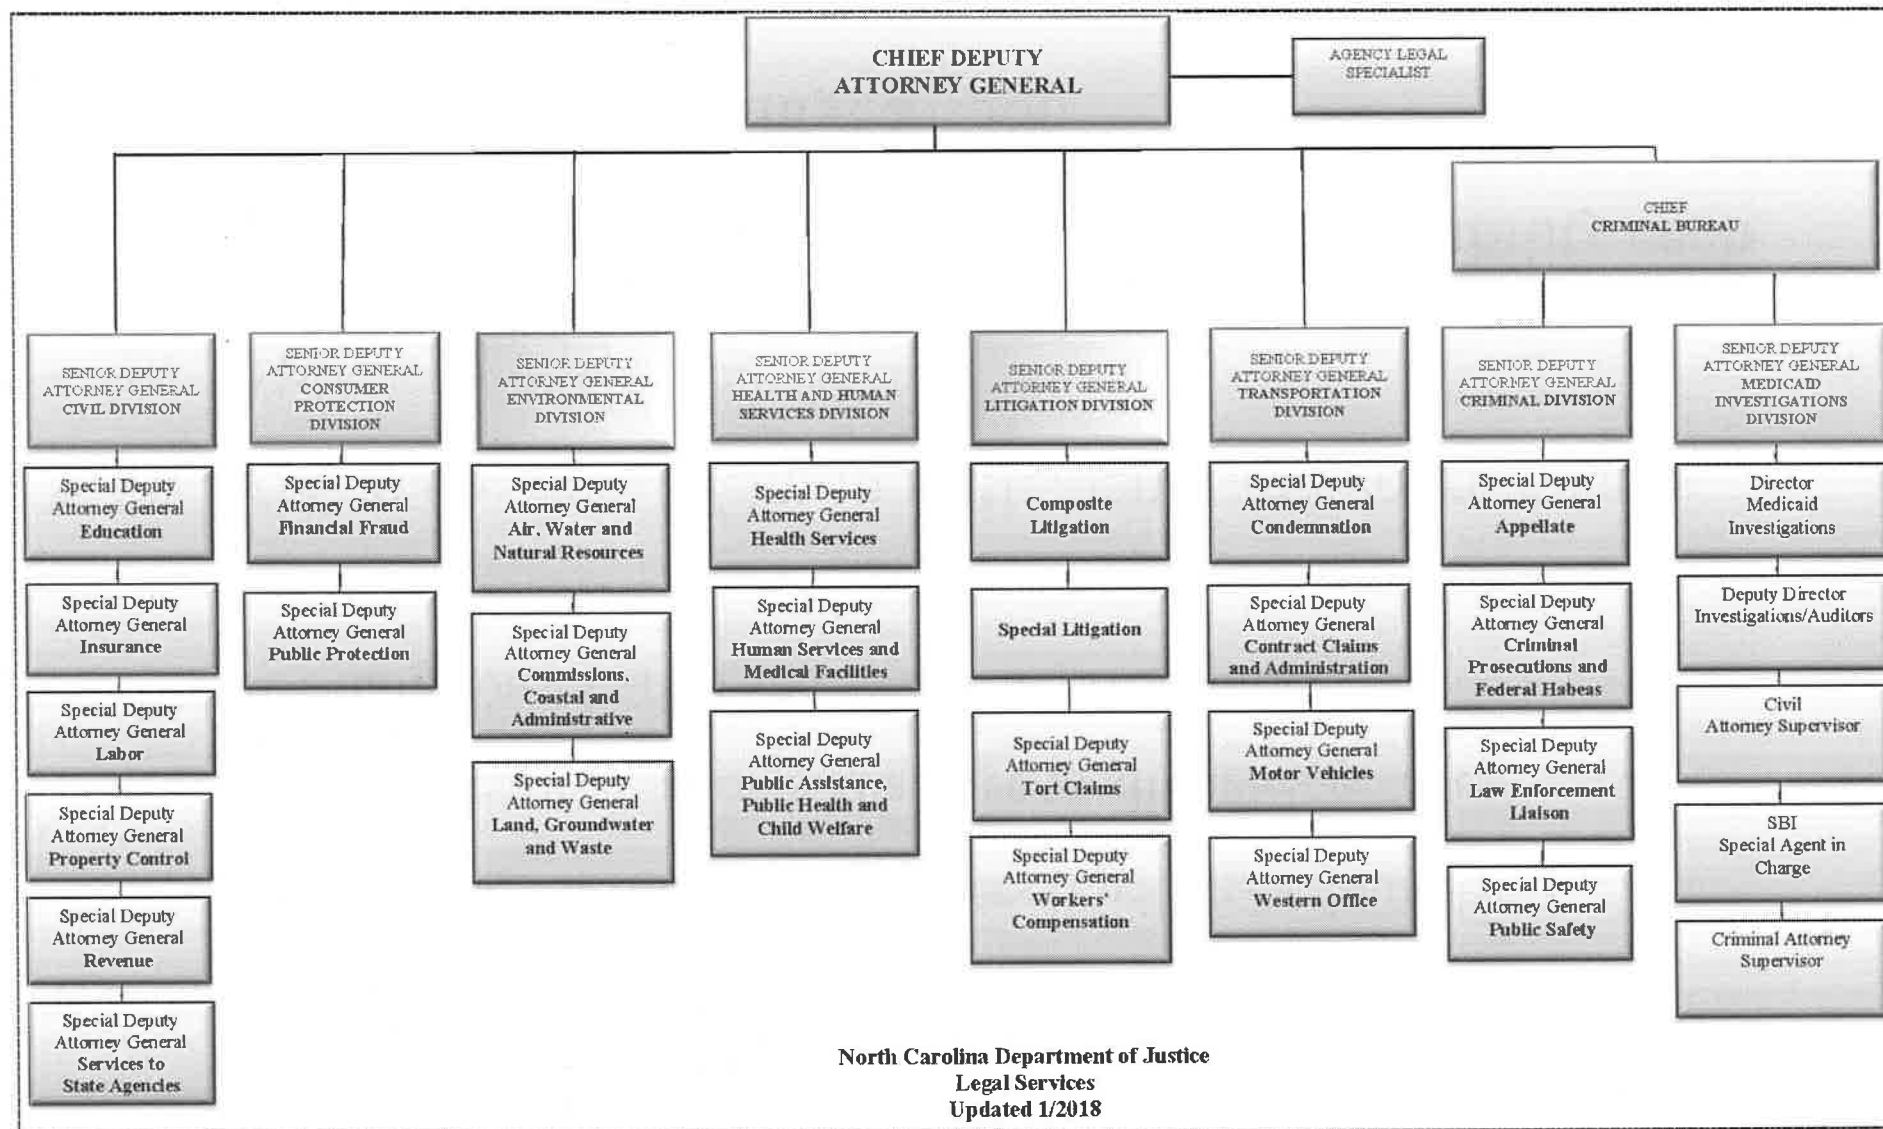 CHIEF DEPUTY
ATTORNEY GENERAL
AGENCY LEGAL
SPECIALIST
CHIEF
CRIMINAL BUREAU
SENIOR DEPUTY
ATTORNEY GENERAL
CIVIL DIVISION
Special Deputy
Attorney General
Education
Special Deputy
Attorney General
Insurance
Special Deputy
Attorney General
Labor
Special Deputy
Attorney General
Property Control
Special Deputy
Attorney General
Revenue
Special Deputy
Attorney General
Services to
State Agencies
SENIOR DEPUTY
ATTORNEY GENERAL
CONSUMER
PROTECTION
DIVISION
Special Deputy
Attorney General
Financial Fraud
Special Deputy
Attorney General
Public Protection
SENIOR DEPUTY
ATTORNEY GENERAL
ENVIRONMENTAL
DIVISION
Special Deputy
Attorney General
Air, Water and
Natural Resources
Special Deputy
Attorney General
Commissions,
Coastal and
Administrative
Special Deputy
Attorney General
Land, Groundwater
and Waste
SENIOR DEPUTY
ATTORNEY GENERAL
HEALTH AND HUMAN
SERVICES DIVISION
Special Deputy
Attorney General
Health Services
Special Deputy
Attorney General
Human Services and
Medical Facilities
Special Deputy
Attorney General
Public Assistance,
Public Health and
Child Welfare
SENIOR DEPUTY
ATTORNEY GENERAL
LITIGATION DIVISION
Composite
Litigation
Special Litigation
Special Deputy
Attorney General
Tort Claims
Special Deputy
Attorney General
Workers'
Compensation
SENIOR DEPUTY
ATTORNEY GENERAL
TRANSPORTATION
DIVISION
Special Deputy
Attorney General
Condemnation
Special Deputy
Attorney General
Contract Claims
and Administration
Special Deputy
Attorney General
Motor Vehicles
Special Deputy
Attorney General
Western Office
SENIOR DEPUTY
ATTORNEY GENERAL
CRIMINAL DIVISION
Special Deputy
Attorney General
Appellate
Special Deputy
Attorney General
Criminal
Prosecutions and
Federal Habeas
Special Deputy
Attorney General
Law Enforcement
Liaison
Special Deputy
Attorney General
Public Safety
SENIOR DEPUTY
ATTORNEY GENERAL
MEDICAID
INVESTIGATIONS
DIVISION
Director
Medicaid
Investigations
Deputy Director
Investigations/Auditors
Civil
Attorney Supervisor
SBI
Special Agent in
Charge
Criminal Attorney
Supervisor
North Carolina Department of Justice
Legal Services
Updated 1/2018